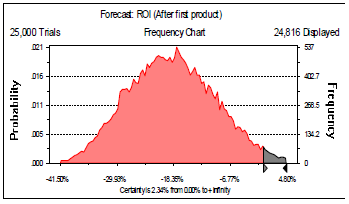 Forecast: ROI (After first product)
25,000 Trials Frequency Chart 24,816 Displayed
Probability
.021
.016
.011
.005
.000
Frequency
537
402.7
268.5
134.2
0
-41.50% -29.93% -18.35% -6.77% 4.80%
Certainty is 2.34% from 0.00% to +Infinity